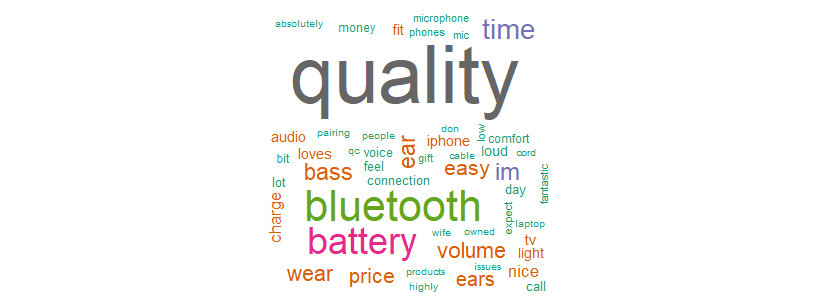 absolutely
money
fit
microphone
phones
mic
time
quality
audio
pairing
people
ear
iphone
don
low
comfort
bit
loves
qc
voice
gift
cable
loud
cord
bass
feel
easy
im
fantastic
lot
connection
day
charge
bluetooth
expect
laptop
battery
wife
owned
volume
tv
light
wear
price
products
highly
issues
ears
nice
call